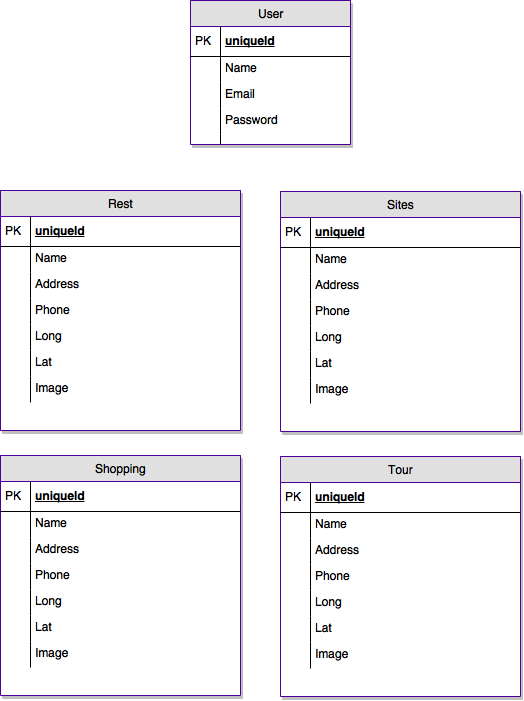 User
PK uniqueId
Name
Email
Password
Rest
PK uniqueId
Name
Address
Phone
Long
Lat
Image
Sites
PK uniqueId
Name
Address
Phone
Long
Lat
Image
Shopping
PK uniqueId
Name
Address
Phone
Long
Lat
Image
Tour
PK uniqueId
Name
Address
Phone
Long
Lat
Image